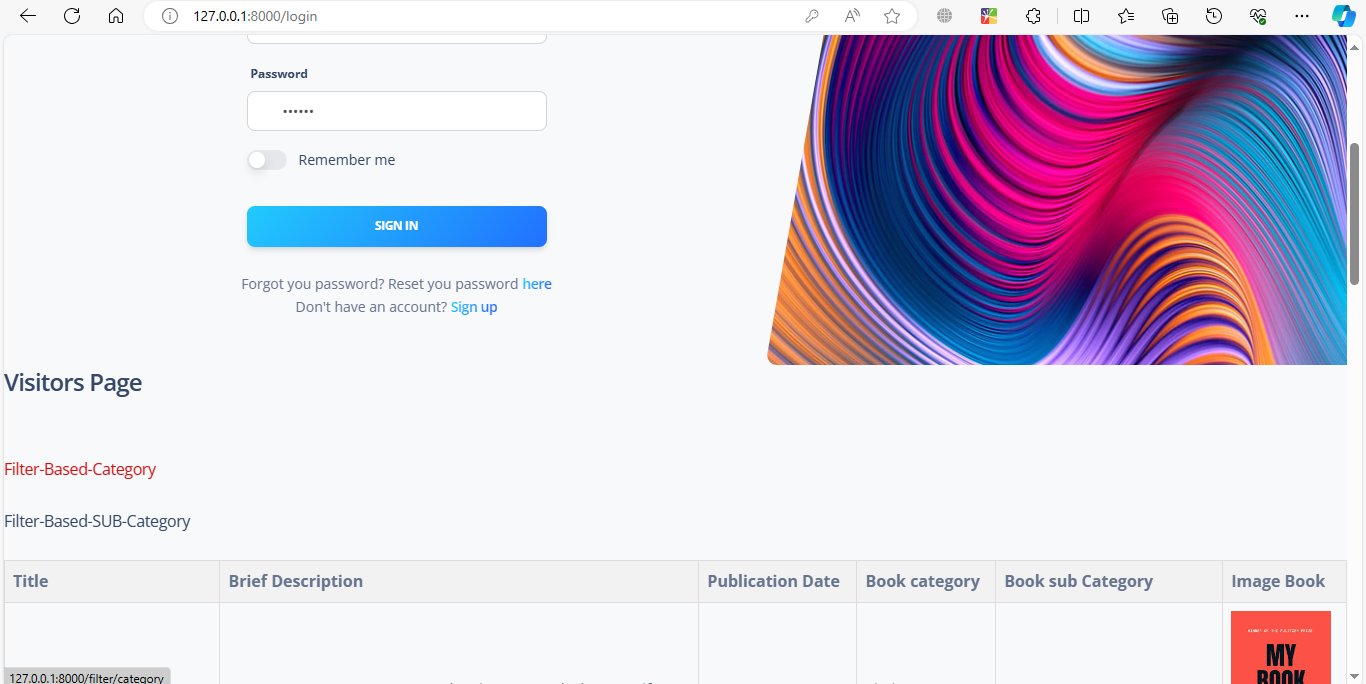 127.0.0.1:8000/login
Password
••••••
Remember me
SIGN IN
Forgot you password? Reset you password here
Don't have an account? Sign up
Visitors Page
Filter-Based-Category
Filter-Based-SUB-Category
Title Brief Description Publication Date Book category Book sub Category Image Book
MY
BOOK
127.0.0.1:8000/filter/category